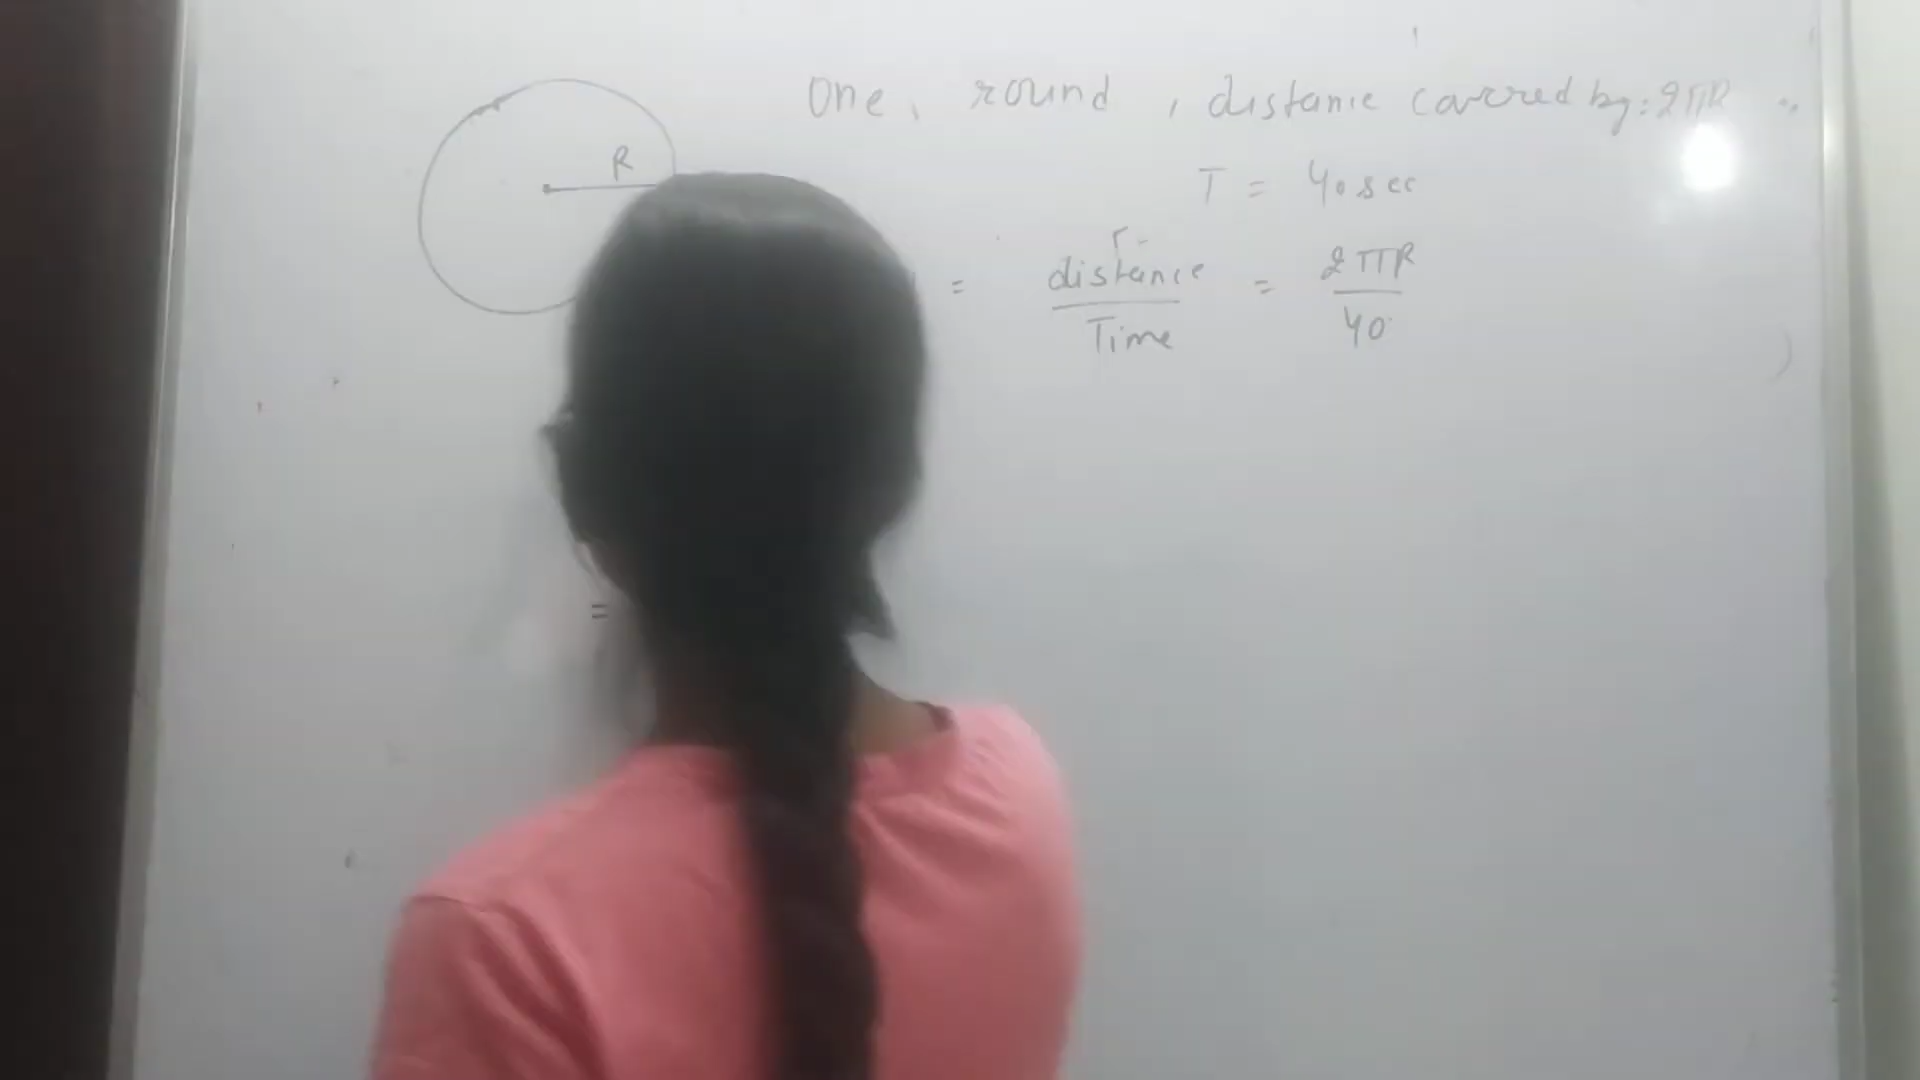 One, round, distance covered by: 2πR
R
T = 40 sec
= distance / Time = 2πR / 40
=